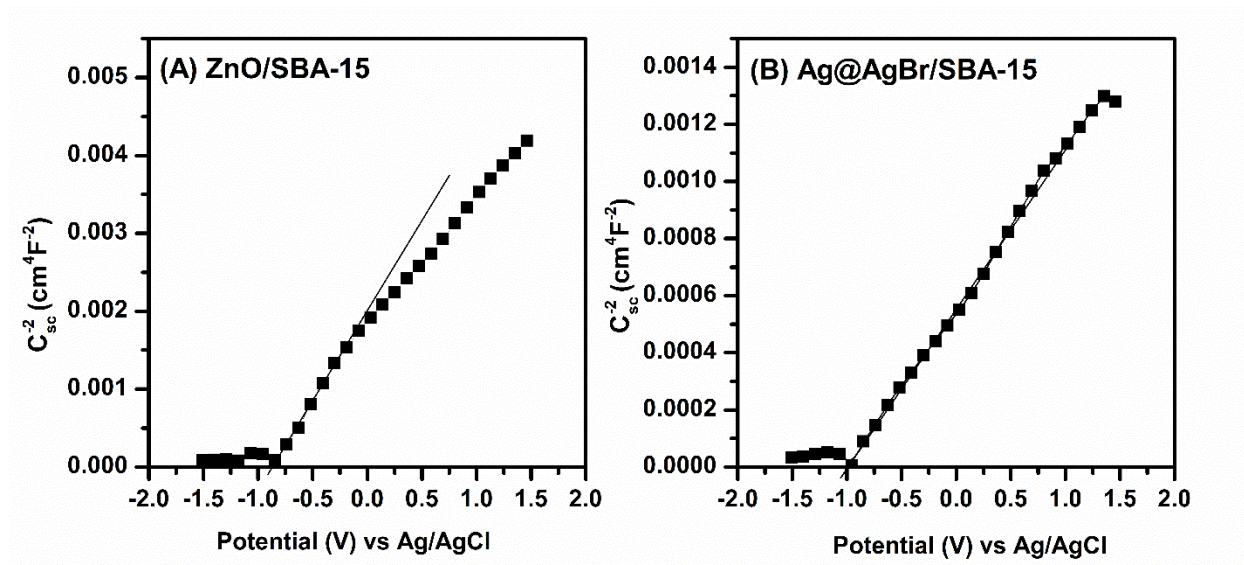 (A) ZnO/SBA-15
0.005
0.004
0.003
0.002
0.001
0.000
C_sc^-2 (cm^4F^-2)
-2.0 -1.5 -1.0 -0.5 0.0 0.5 1.0 1.5 2.0
Potential (V) vs Ag/AgCl
(B) Ag@AgBr/SBA-15
0.0014
0.0012
0.0010
0.0008
0.0006
0.0004
0.0002
0.0000
C_sc^-2 (cm^4F^-2)
-2.0 -1.5 -1.0 -0.5 0.0 0.5 1.0 1.5 2.0
Potential (V) vs Ag/AgCl